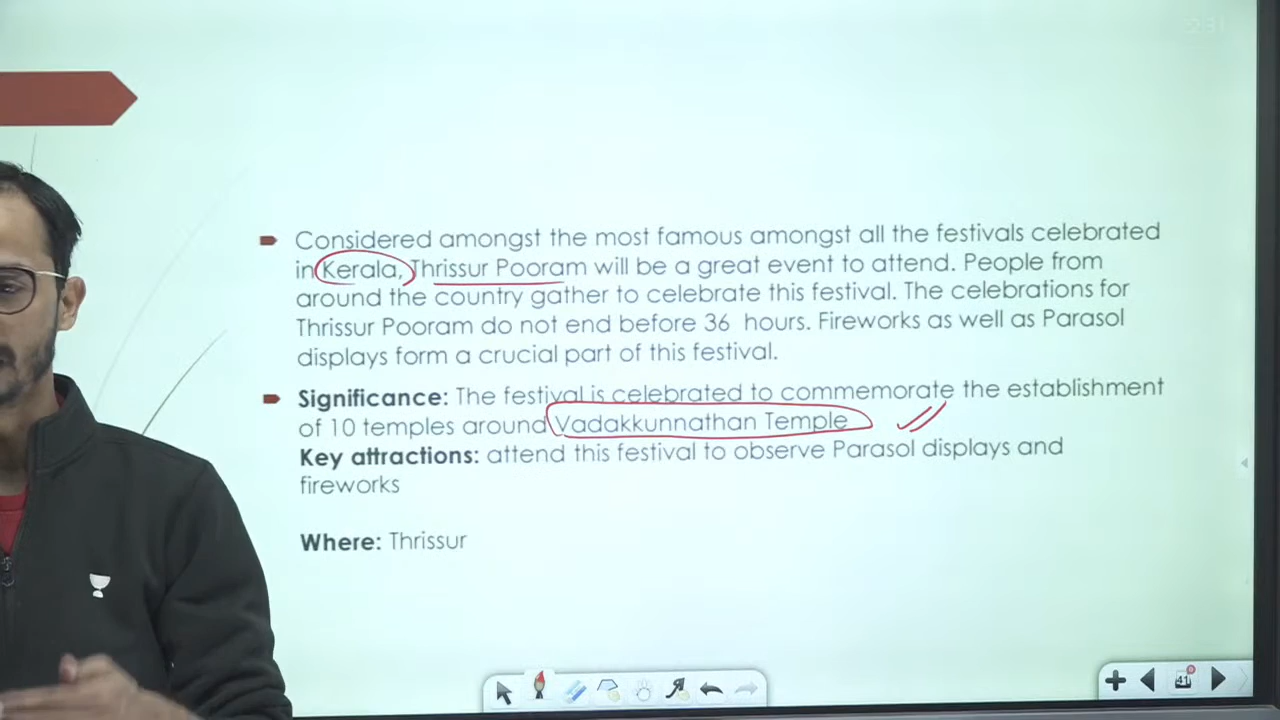 Considered amongst the most famous amongst all the festivals celebrated
in Kerala, Thrissur Pooram will be a great event to attend. People from
around the country gather to celebrate this festival. The celebrations for
Thrissur Pooram do not end before 36 hours. Fireworks as well as Parasol
displays form a crucial part of this festival.
Significance: The festival is celebrated to commemorate the establishment
of 10 temples around Vadakkunnathan Temple
Key attractions: attend this festival to observe Parasol displays and
fireworks
Where: Thrissur
41